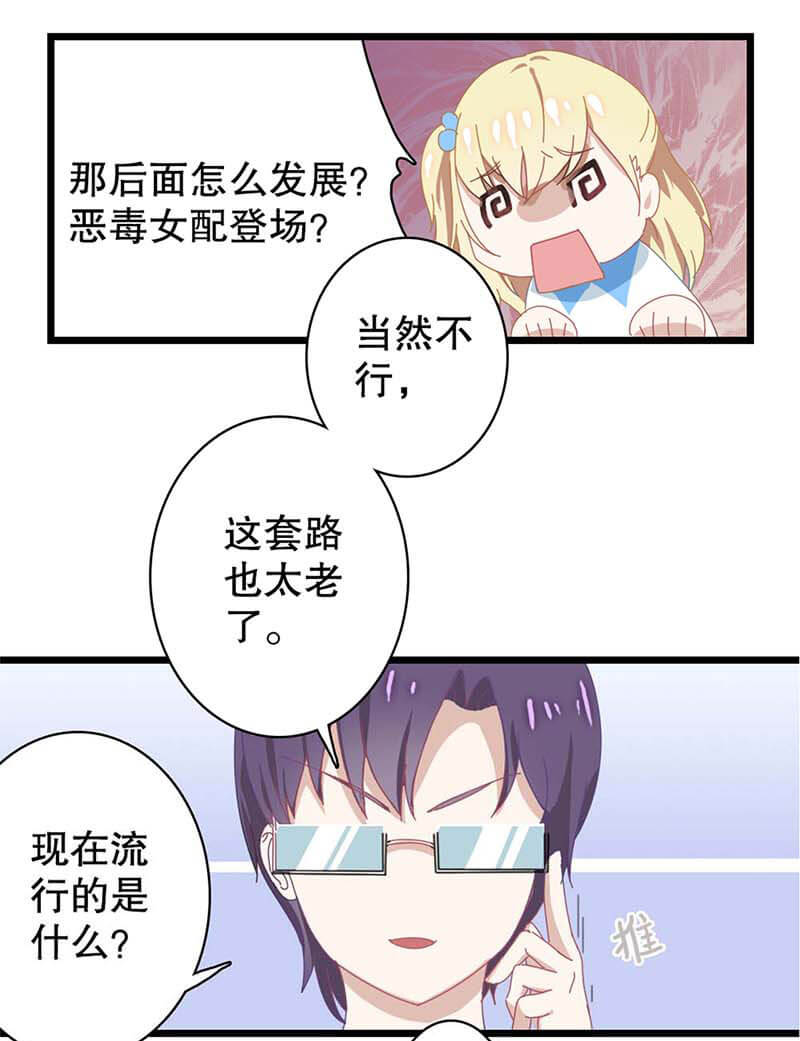 那后面怎么发展?
恶毒女配登场?
当然不
行，
这套路
也太老
了。
现在流
行的是
什么?
推